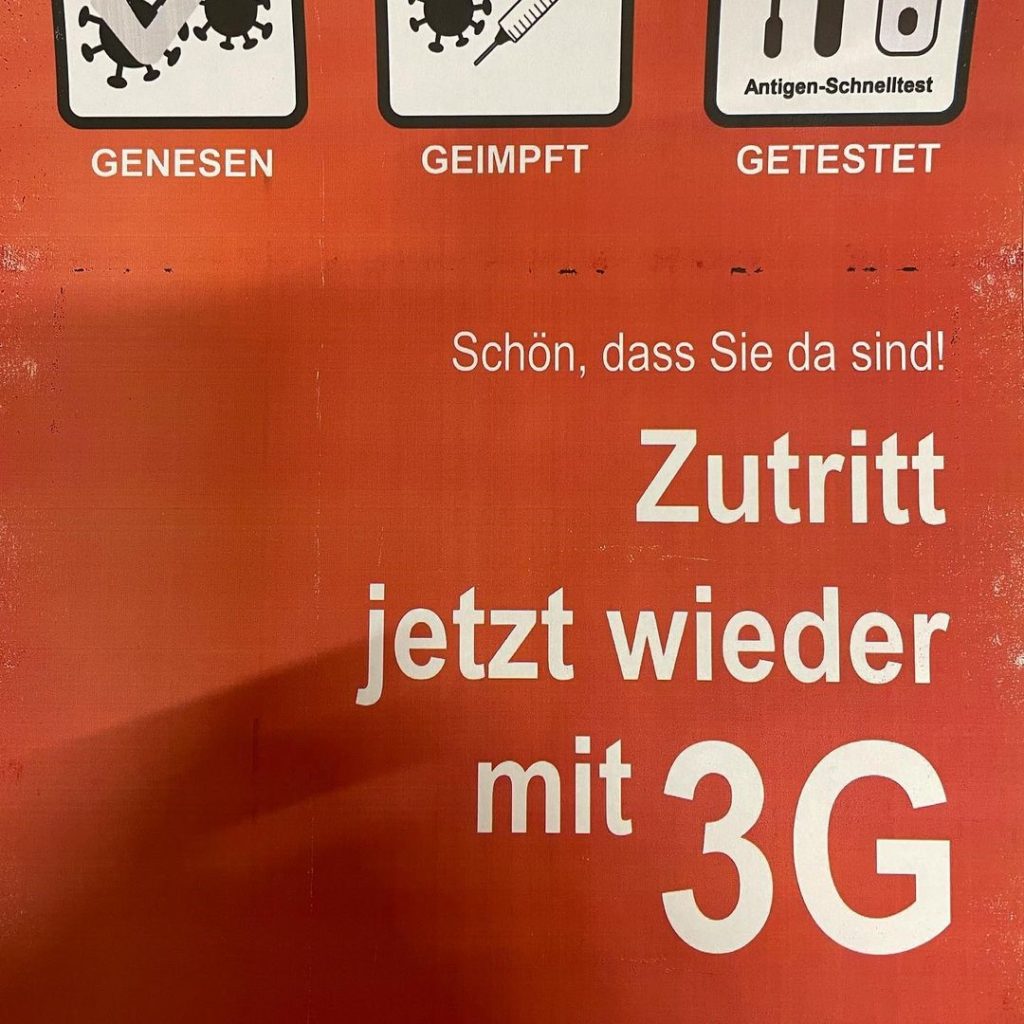 Antigen-Schnelltest
GENESEN GEIMPFT GETESTET
Schön, dass Sie da sind!
Zutritt
jetzt wieder
mit 3G